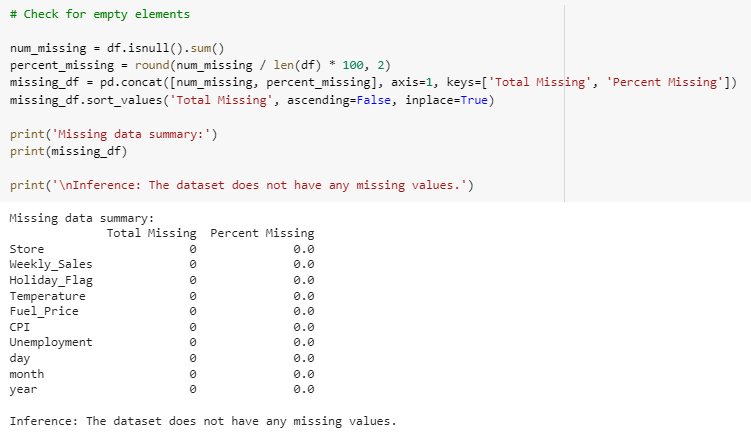 # Check for empty elements
num_missing = df.isnull().sum()
percent_missing = round(num_missing / len(df) * 100, 2)
missing_df = pd.concat([num_missing, percent_missing], axis=1, keys=['Total Missing', 'Percent Missing'])
missing_df.sort_values('Total Missing', ascending=False, inplace=True)
print('Missing data summary:')
print(missing_df)
print('\nInference: The dataset does not have any missing values.')
Missing data summary:
Total Missing Percent Missing
Store 0 0.0
Weekly_Sales 0 0.0
Holiday_Flag 0 0.0
Temperature 0 0.0
Fuel_Price 0 0.0
CPI 0 0.0
Unemployment 0 0.0
day 0 0.0
month 0 0.0
year 0 0.0
Inference: The dataset does not have any missing values.